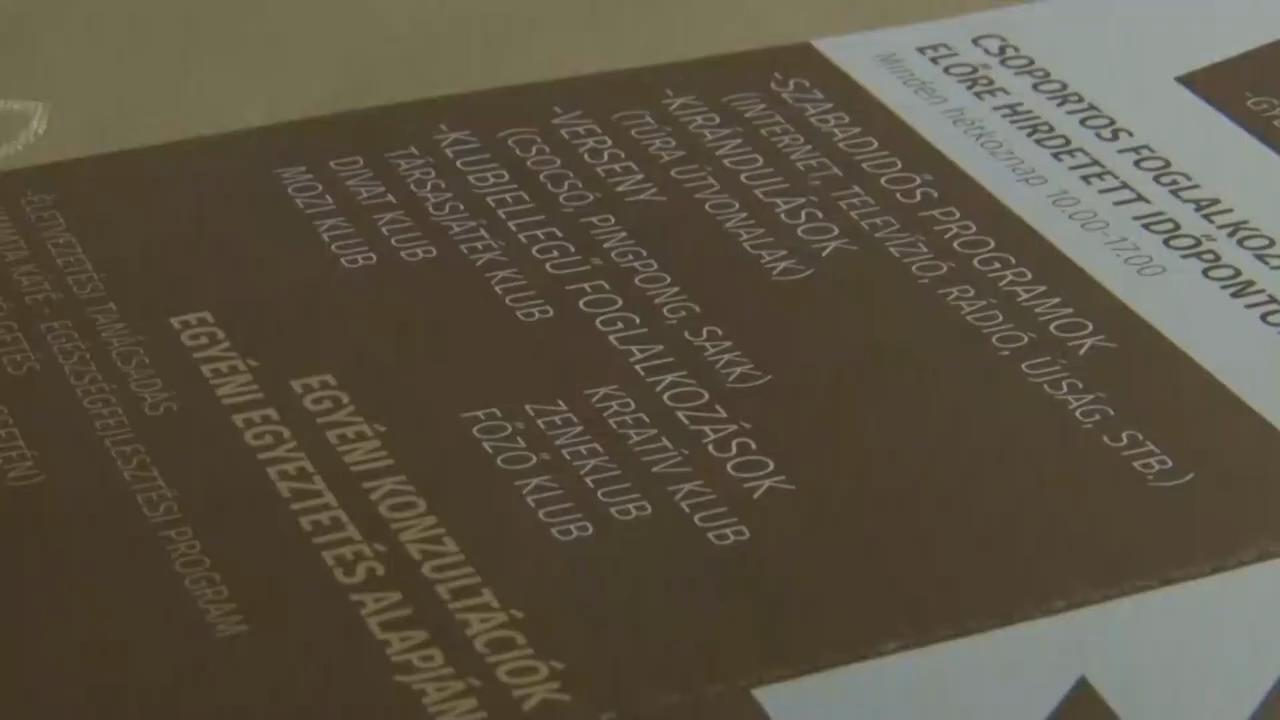 CSOPORTOS
ELŐRE HIRDETETT
Minden hétköznap 10.00-17.00
-SZABADIDŐS PROGRAMOK
(INTERNET, TELEVÍZIÓ, RÁDIÓ, ÚJSÁG, STB.)
-KIRÁNDULÁSOK
(TÚRA ÚTVONALAK)
-VERSENY
(CSOCSÓ, PINGPONG, SAKK)
-KLUBJELLEGŰ FOGLALKOZÁSOK
TÁRSASJÁTÉK KLUB KREATÍV KLUB
DIVAT KLUB ZENEKLUB
MOZI KLUB FŐZŐ KLUB
EGYÉNI KONZULTÁCIÓK
EGYÉNI EGYEZTETÉS ALAPJÁN
-ÉLETVEZETÉSI TANÁCSADÁS
KÁTÉ - EGÉSZSÉGFEJLESZTÉSI PROGRAM
ESETÉN)